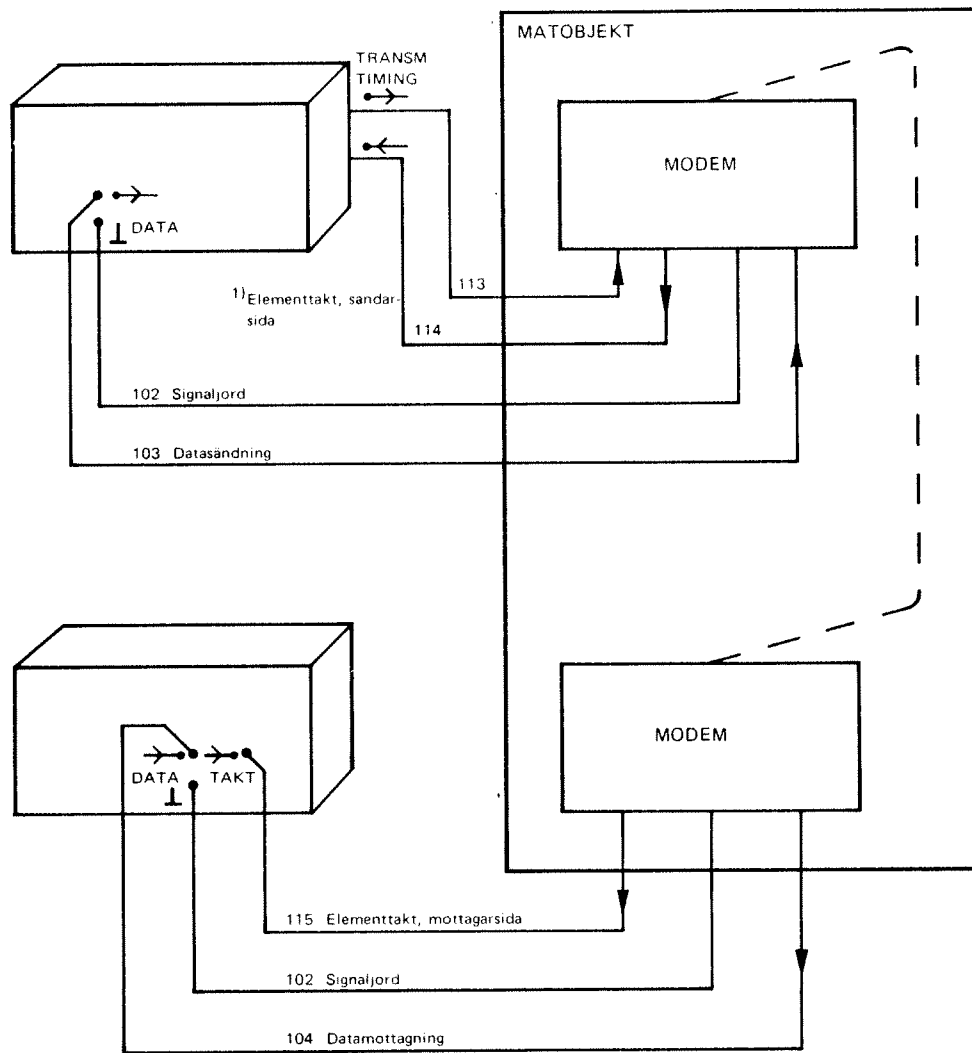 MATOBJEKT
TRANSM
TIMING
MODEM
DATA
113
1) Elementtakt, sandar-
sida
114
102 Signaljord
103 Datasändning
MODEM
DATA TAKT
115 Elementtakt, mottagarsida
102 Signaljord
104 Datamottagning